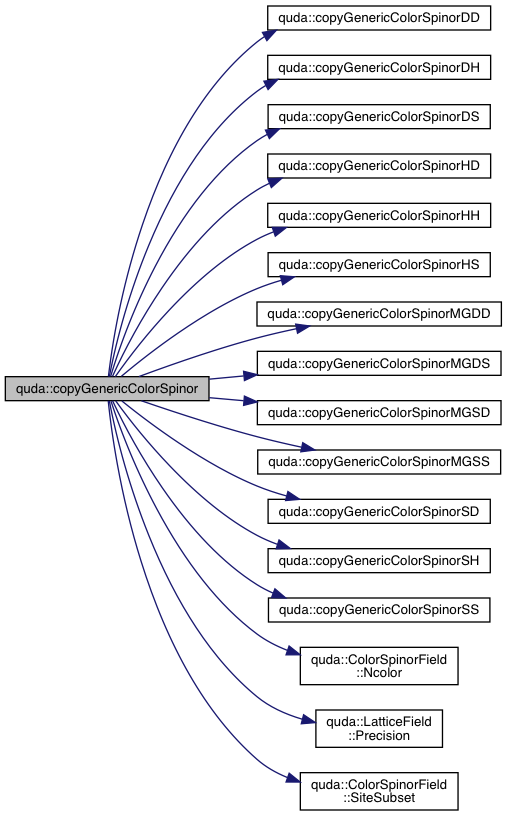 quda::copyGenericColorSpinor
quda::copyGenericColorSpinorDD
quda::copyGenericColorSpinorDH
quda::copyGenericColorSpinorDS
quda::copyGenericColorSpinorHD
quda::copyGenericColorSpinorHH
quda::copyGenericColorSpinorHS
quda::copyGenericColorSpinorMGDD
quda::copyGenericColorSpinorMGDS
quda::copyGenericColorSpinorMGSD
quda::copyGenericColorSpinorMGSS
quda::copyGenericColorSpinorSD
quda::copyGenericColorSpinorSH
quda::copyGenericColorSpinorSS
quda::ColorSpinorField
::Ncolor
quda::LatticeField
::Precision
quda::ColorSpinorField
::SiteSubset